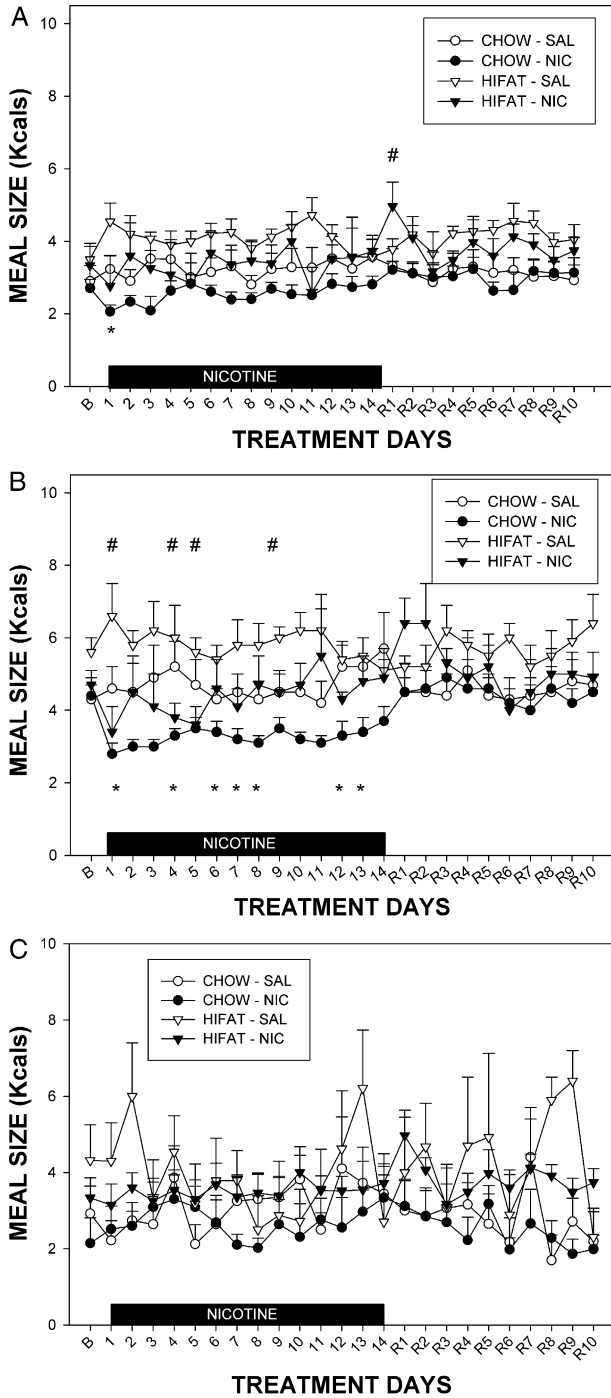 A
10
8
6
4
2
0
MEAL SIZE (Kcals)
CHOW - SAL
CHOW - NIC
HIFAT - SAL
HIFAT - NIC
#
*
NICOTINE
B 1 2 3 4 5 6 7 8 9 10 11 12 13 14 R1 R2 R3 R4 R5 R6 R7 R8 R9 R10
TREATMENT DAYS
B
10
8
6
4
2
0
MEAL SIZE (Kcals)
CHOW - SAL
CHOW - NIC
HIFAT - SAL
HIFAT - NIC
# # # #
* * * * * * *
NICOTINE
B 1 2 3 4 5 6 7 8 9 10 11 12 13 14 R1 R2 R3 R4 R5 R6 R7 R8 R9 R10
TREATMENT DAYS
C
10
8
6
4
2
0
MEAL SIZE (Kcals)
CHOW - SAL
CHOW - NIC
HIFAT - SAL
HIFAT - NIC
NICOTINE
B 1 2 3 4 5 6 7 8 9 10 11 12 13 14 R1 R2 R3 R4 R5 R6 R7 R8 R9 R10
TREATMENT DAYS